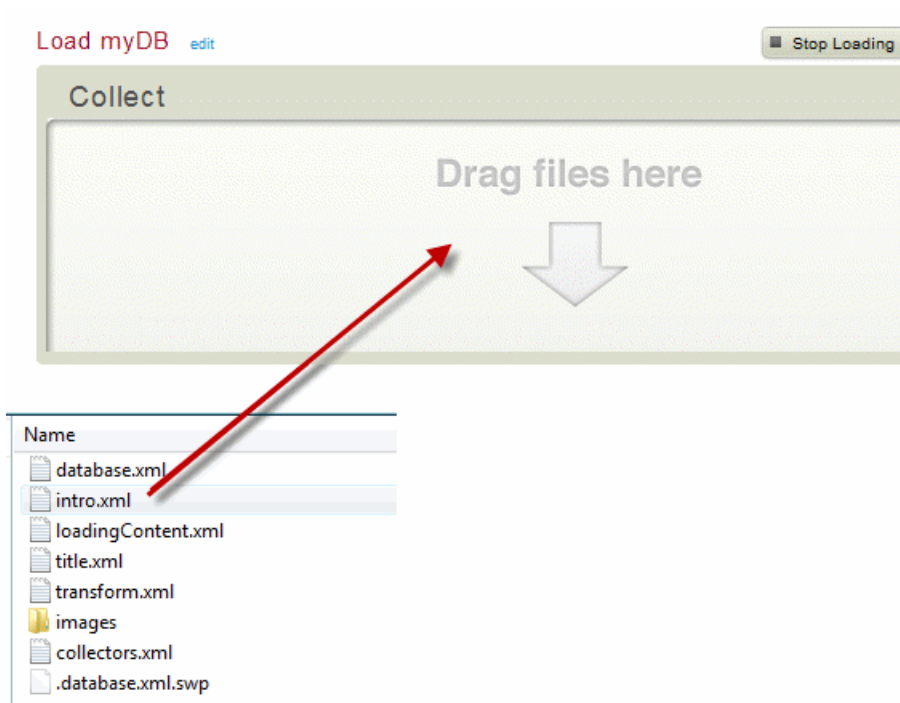 Load myDB edit
Stop Loading
Collect
Drag files here
Name
database.xml
intro.xml
loadingContent.xml
title.xml
transform.xml
images
collectors.xml
.database.xml.swp